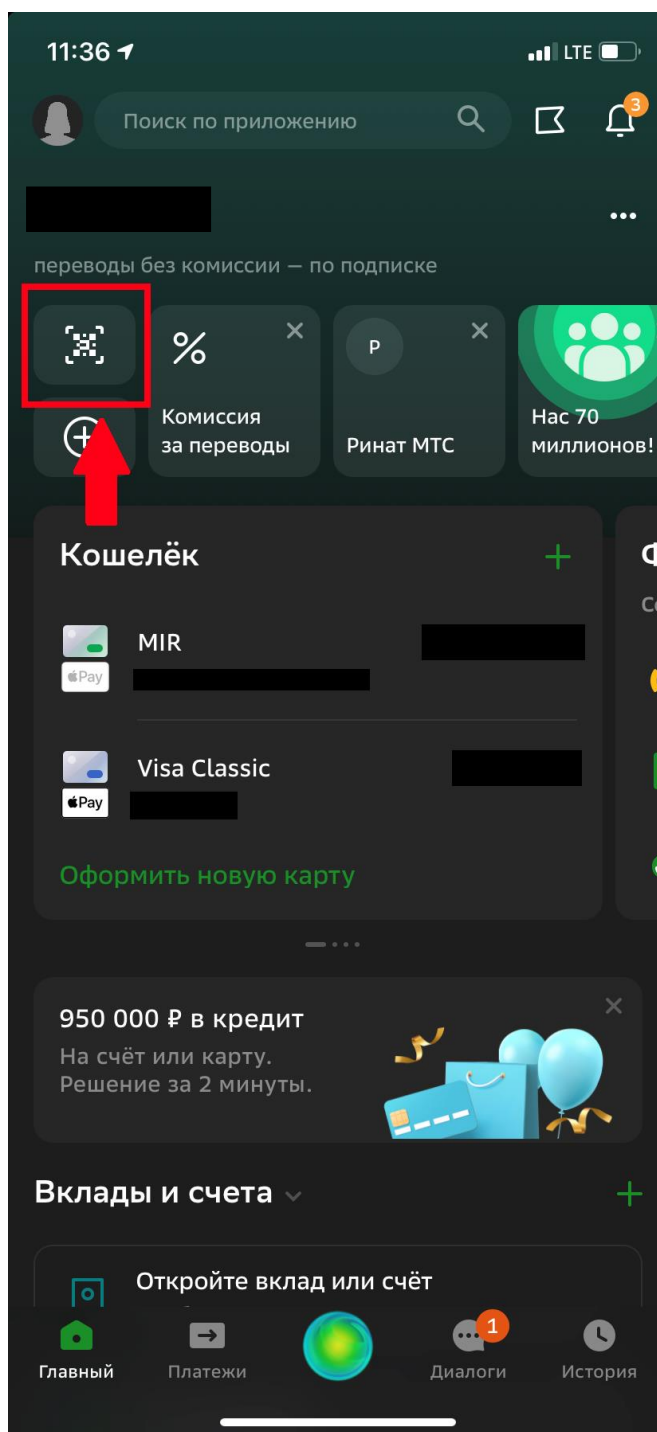 11:36
LTE
Поиск по приложению
3
переводы без комиссии — по подписке
Комиссия
за переводы
Р
Ринат МТС
Нас 70
миллионов!
Кошелёк
MIR
Pay
Visa Classic
Pay
Оформить новую карту
950 000 ₽ в кредит
На счёт или карту.
Решение за 2 минуты.
Вклады и счета
Откройте вклад или счёт
1
Главный
Платежи
Диалоги
История